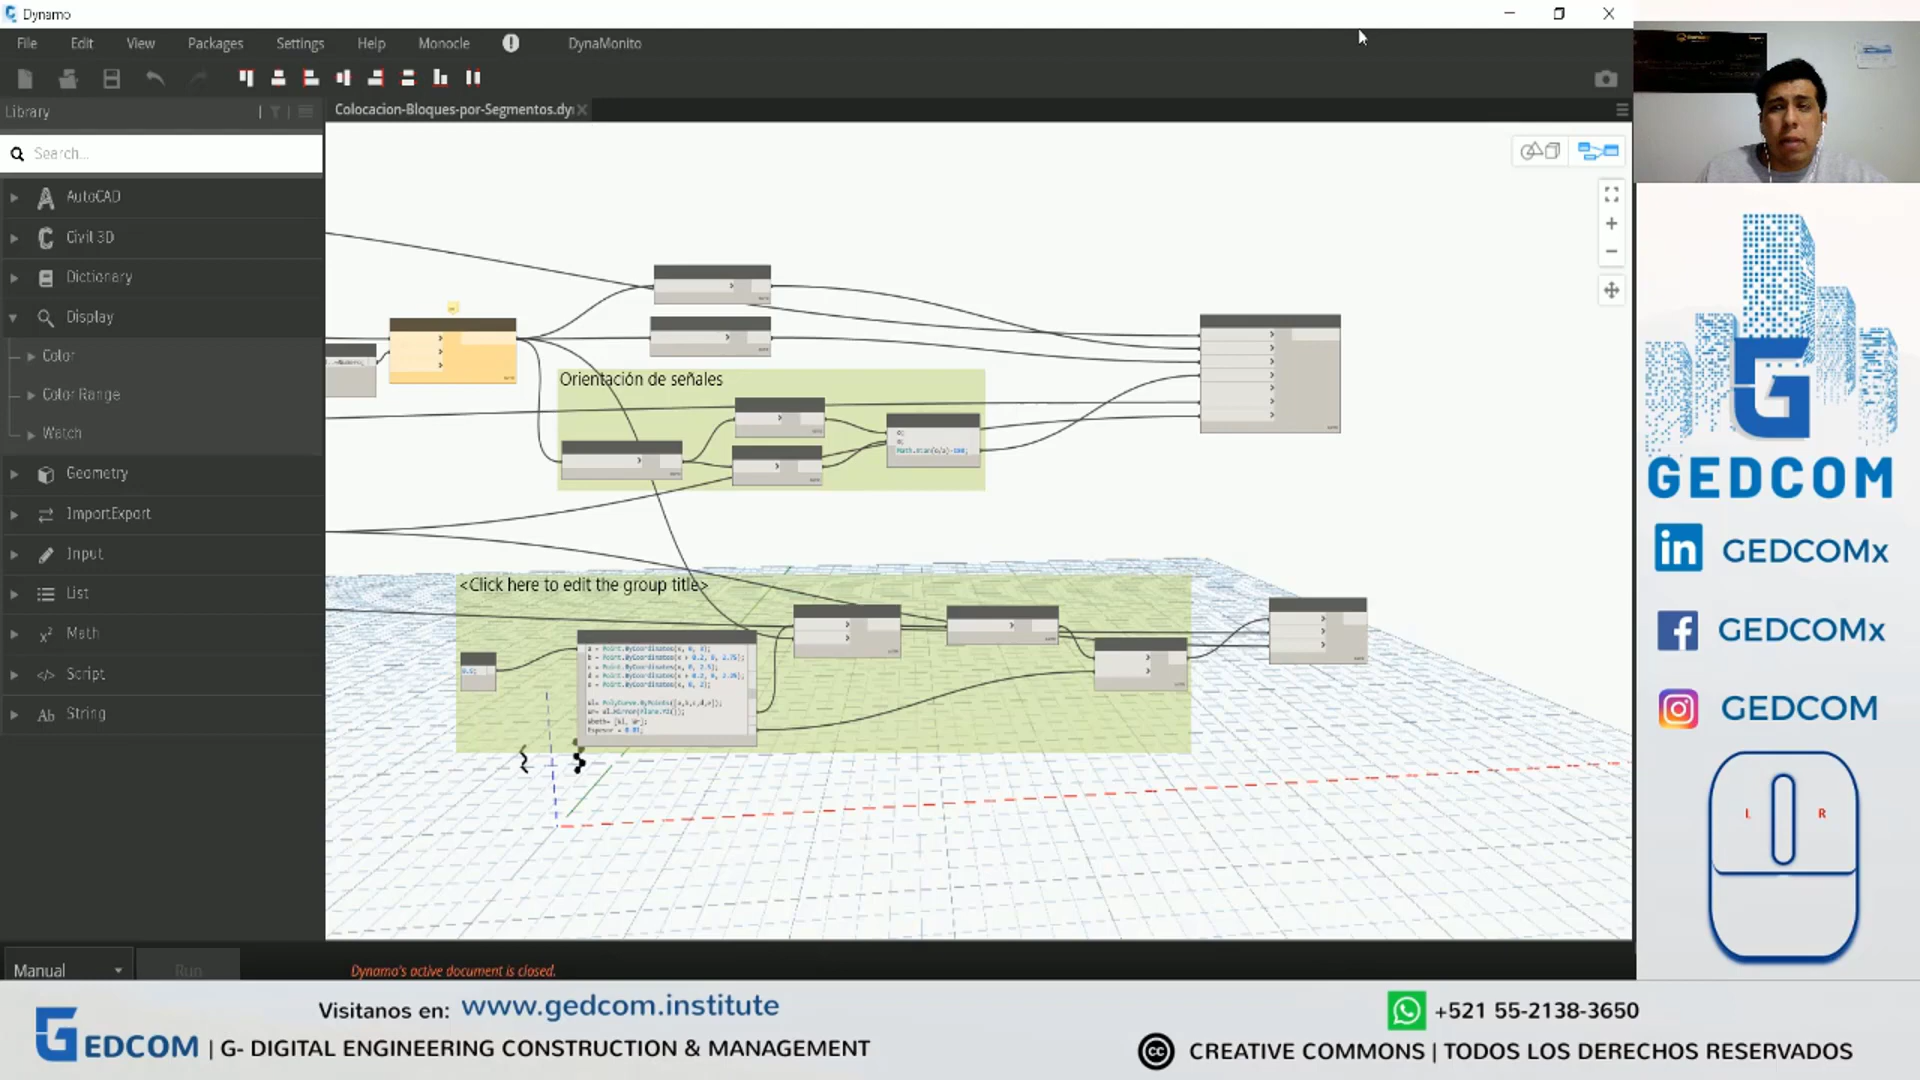 Dynamo
File Edit View Packages Settings Help Monocle DynaMonito
Library
Colocacion-Bloques-por-Segmentos.dy
Search...
AutoCAD
Civil 3D
Dictionary
Display
Color
Color Range
Watch
Geometry
ImportExport
Input
List
Math
Script
String
Orientación de señales
<Click here to edit the group title>
Manual
Run
Dynamo's active document is closed.
GEDCOM
GEDCOMx
GEDCOMx
GEDCOM
L R
Visitanos en: www.gedcom.institute
GEDCOM | G- DIGITAL ENGINEERING CONSTRUCTION & MANAGEMENT
+521 55-2138-3650
cc CREATIVE COMMONS | TODOS LOS DERECHOS RESERVADOS